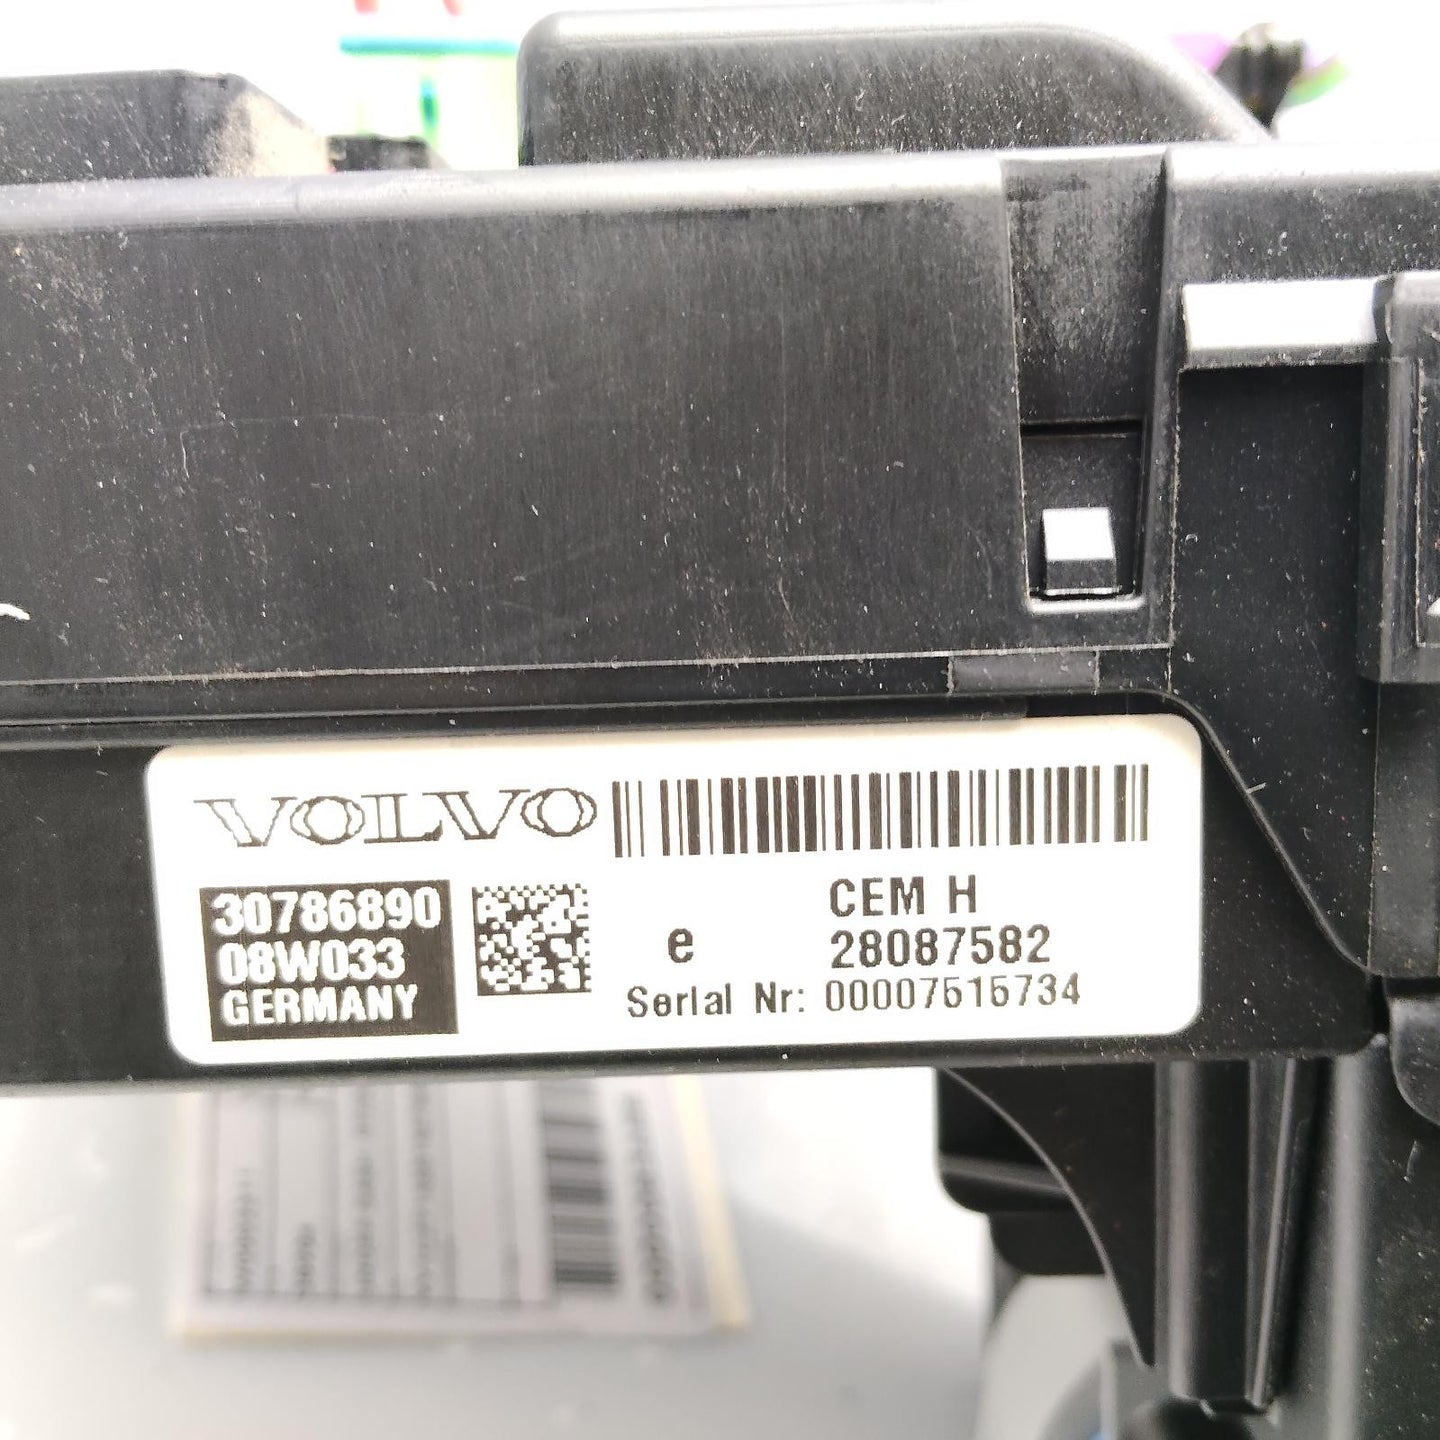 VOLVO
30786890
08W033
GERMANY
e
CEM H
28087582
Serial Nr: 00007515734